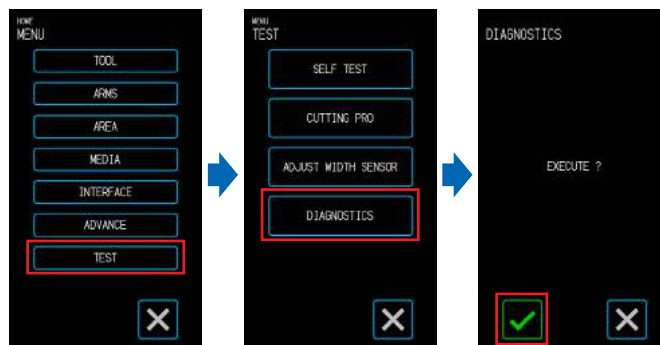 HOME
MENU
TOOL
ARMS
AREA
MEDIA
INTERFACE
ADVANCE
TEST
MENU
TEST
SELF TEST
CUTTING PRO
ADJUST WIDTH SENSOR
DIAGNOSTICS
DIAGNOSTICS
EXECUTE ?